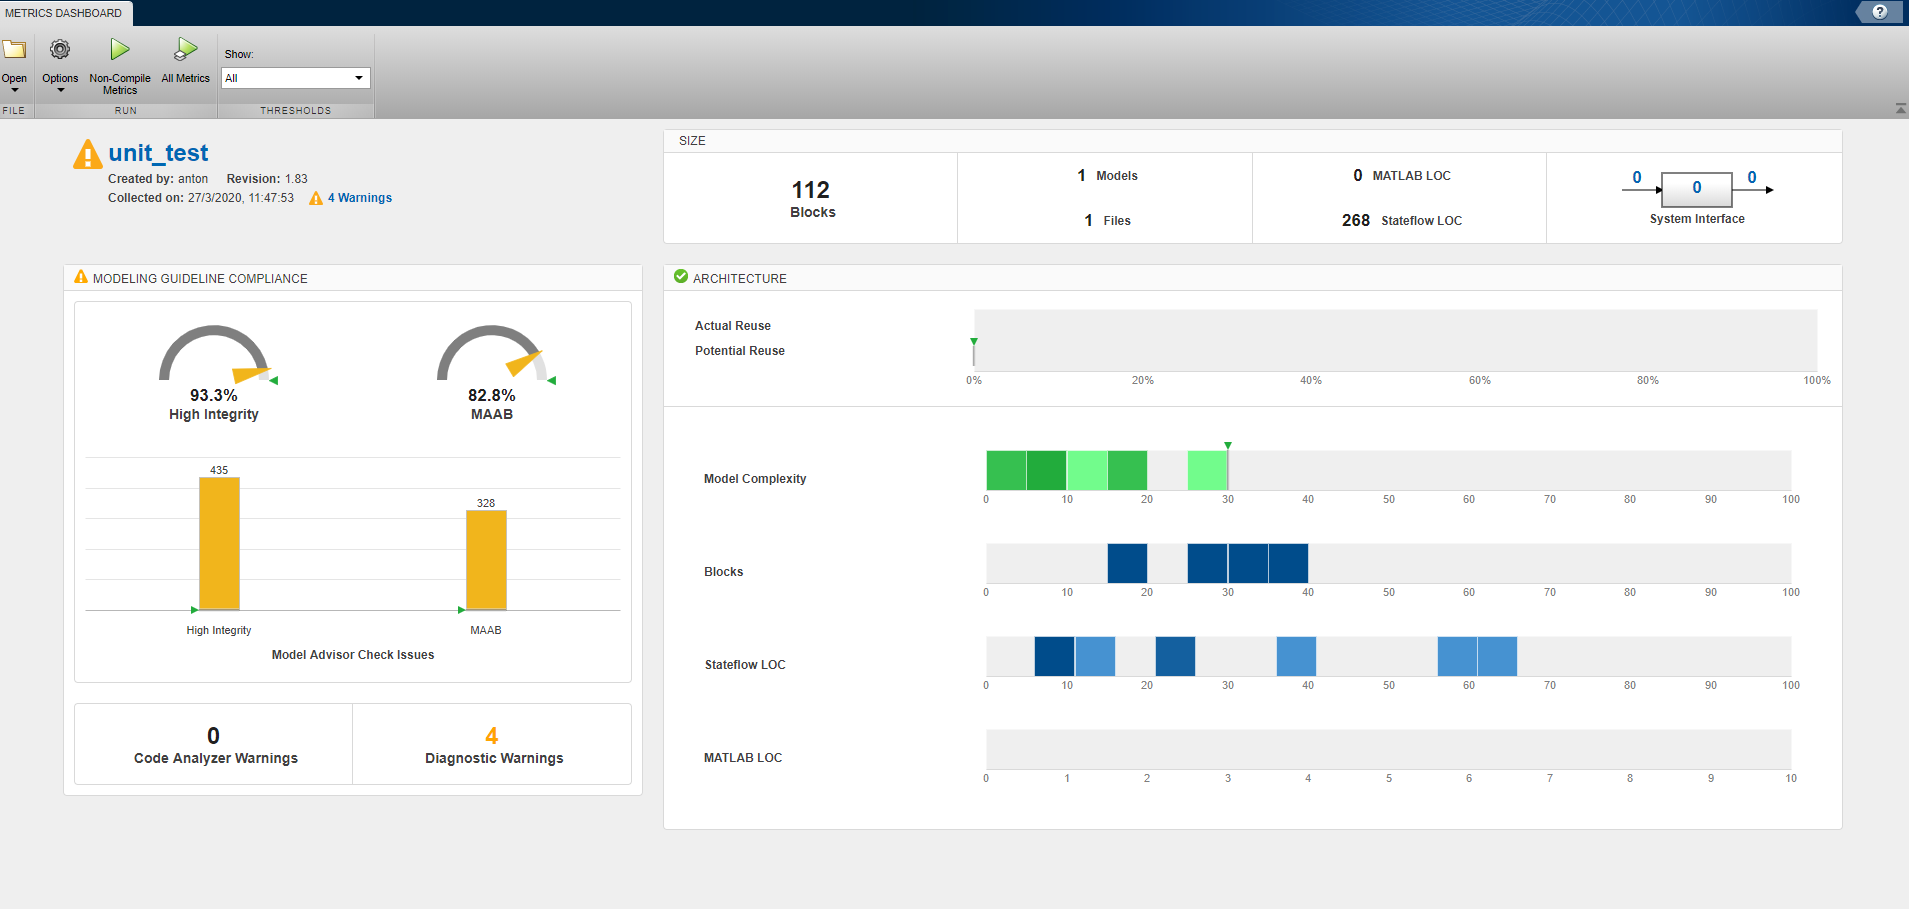 METRICS DASHBOARD
?
Open
Options
Non-Compile
Metrics
All Metrics
Show:
All
FILE
RUN
THRESHOLDS
unit_test
Created by: anton Revision: 1.83
Collected on: 27/3/2020, 11:47:53 4 Warnings
SIZE
112
Blocks
1 Models
1 Files
0 MATLAB LOC
268 Stateflow LOC
0 0 0
System Interface
MODELING GUIDELINE COMPLIANCE
93.3%
High Integrity
82.8%
MAAB
435
328
High Integrity MAAB
Model Advisor Check Issues
0
Code Analyzer Warnings
4
Diagnostic Warnings
ARCHITECTURE
Actual Reuse
Potential Reuse
0% 20% 40% 60% 80% 100%
Model Complexity
0 10 20 30 40 50 60 70 80 90 100
Blocks
0 10 20 30 40 50 60 70 80 90 100
Stateflow LOC
0 10 20 30 40 50 60 70 80 90 100
MATLAB LOC
0 1 2 3 4 5 6 7 8 9 10